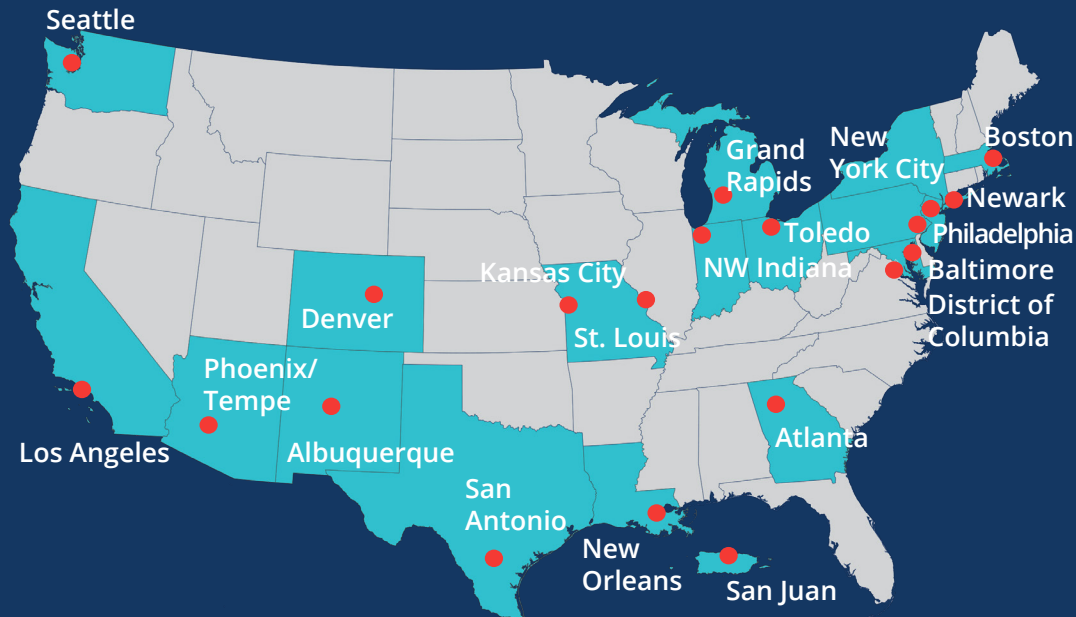 Seattle
Grand
Rapids
New
York City
Boston
Newark
Toledo
Philadelphia
Kansas City
NW Indiana
Baltimore
Denver
St. Louis
District of
Columbia
Phoenix/
Tempe
Los Angeles
Albuquerque
Atlanta
San
Antonio
New
Orleans
San Juan